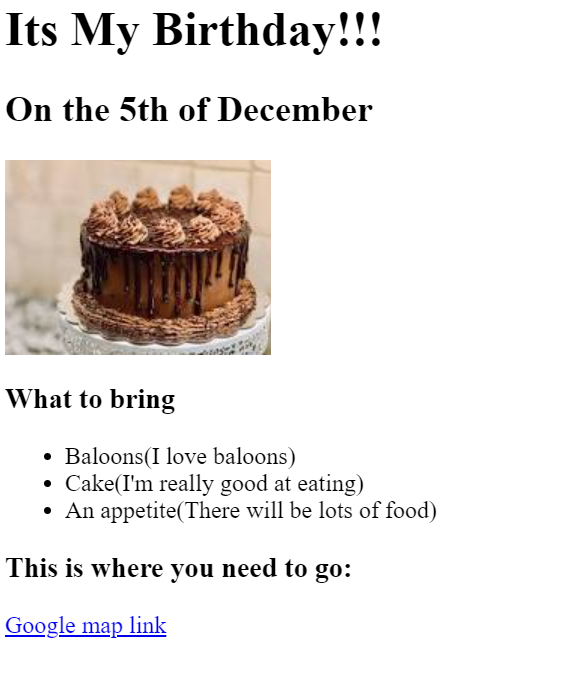 Its My Birthday!!!
On the 5th of December
What to bring
Baloons(I love baloons)
Cake(I'm really good at eating)
An appetite(There will be lots of food)
This is where you need to go:
Google map link